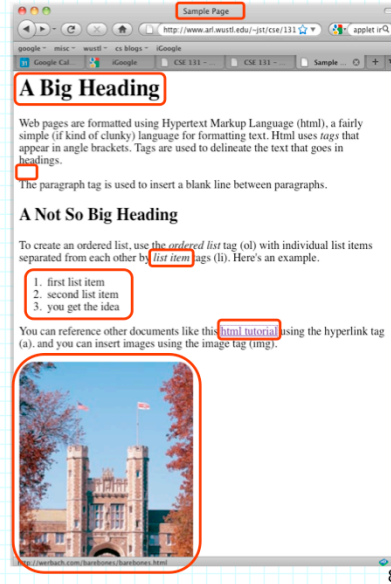 Sample Page
http://www.arl.wustl.edu/~jst/cse/131
applet in
google
misc
wustl
cs blogs
iGoogle
Google Cal...
iGoogle
CSE 131 – ...
CSE 131 – ...
Sample ...
A Big Heading
Web pages are formatted using Hypertext Markup Language (html), a fairly
simple (if kind of clunky) language for formatting text. Html uses tags that
appear in angle brackets. Tags are used to delineate the text that goes in
headings.
The paragraph tag is used to insert a blank line between paragraphs.
A Not So Big Heading
To create an ordered list, use the ordered list tag (ol) with individual list items
separated from each other by list item tags (li). Here's an example.
1. first list item
2. second list item
3. you get the idea
You can reference other documents like this html tutorial using the hyperlink tag
(a). and you can insert images using the image tag (img).
http://werbach.com/barebones/barebones.html